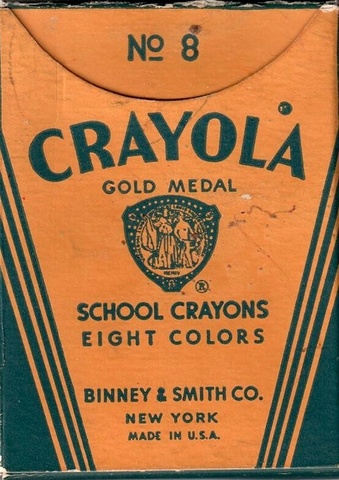 No 8
CRAYOLA
GOLD MEDAL
®
SCHOOL CRAYONS
EIGHT COLORS
BINNEY & SMITH CO.
NEW YORK
MADE IN U.S.A.